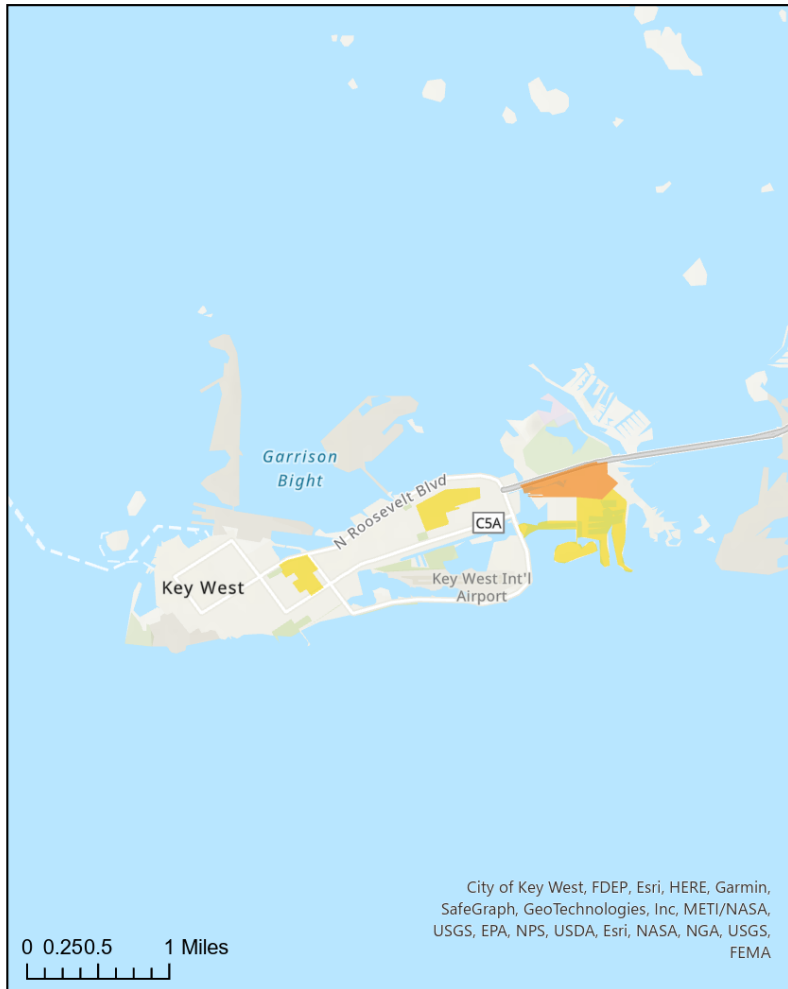 Garrison
Bight
N Roosevelt Blvd
C5A
Key West
Key West Int'l
Airport
City of Key West, FDEP, Esri, HERE, Garmin,
SafeGraph, GeoTechnologies, Inc, METI/NASA,
USGS, EPA, NPS, USDA, Esri, NASA, NGA, USGS,
FEMA
0 0.250.5 1 Miles